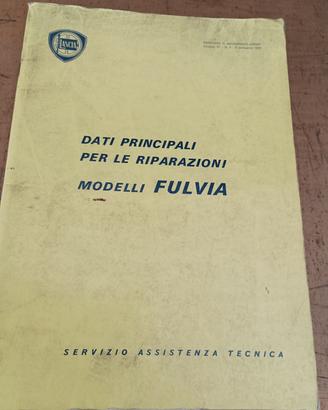 LANCIA
DATI PRINCIPALI
PER LE RIPARAZIONI
MODELLI FULVIA
SERVIZIO ASSISTENZA TECNICA